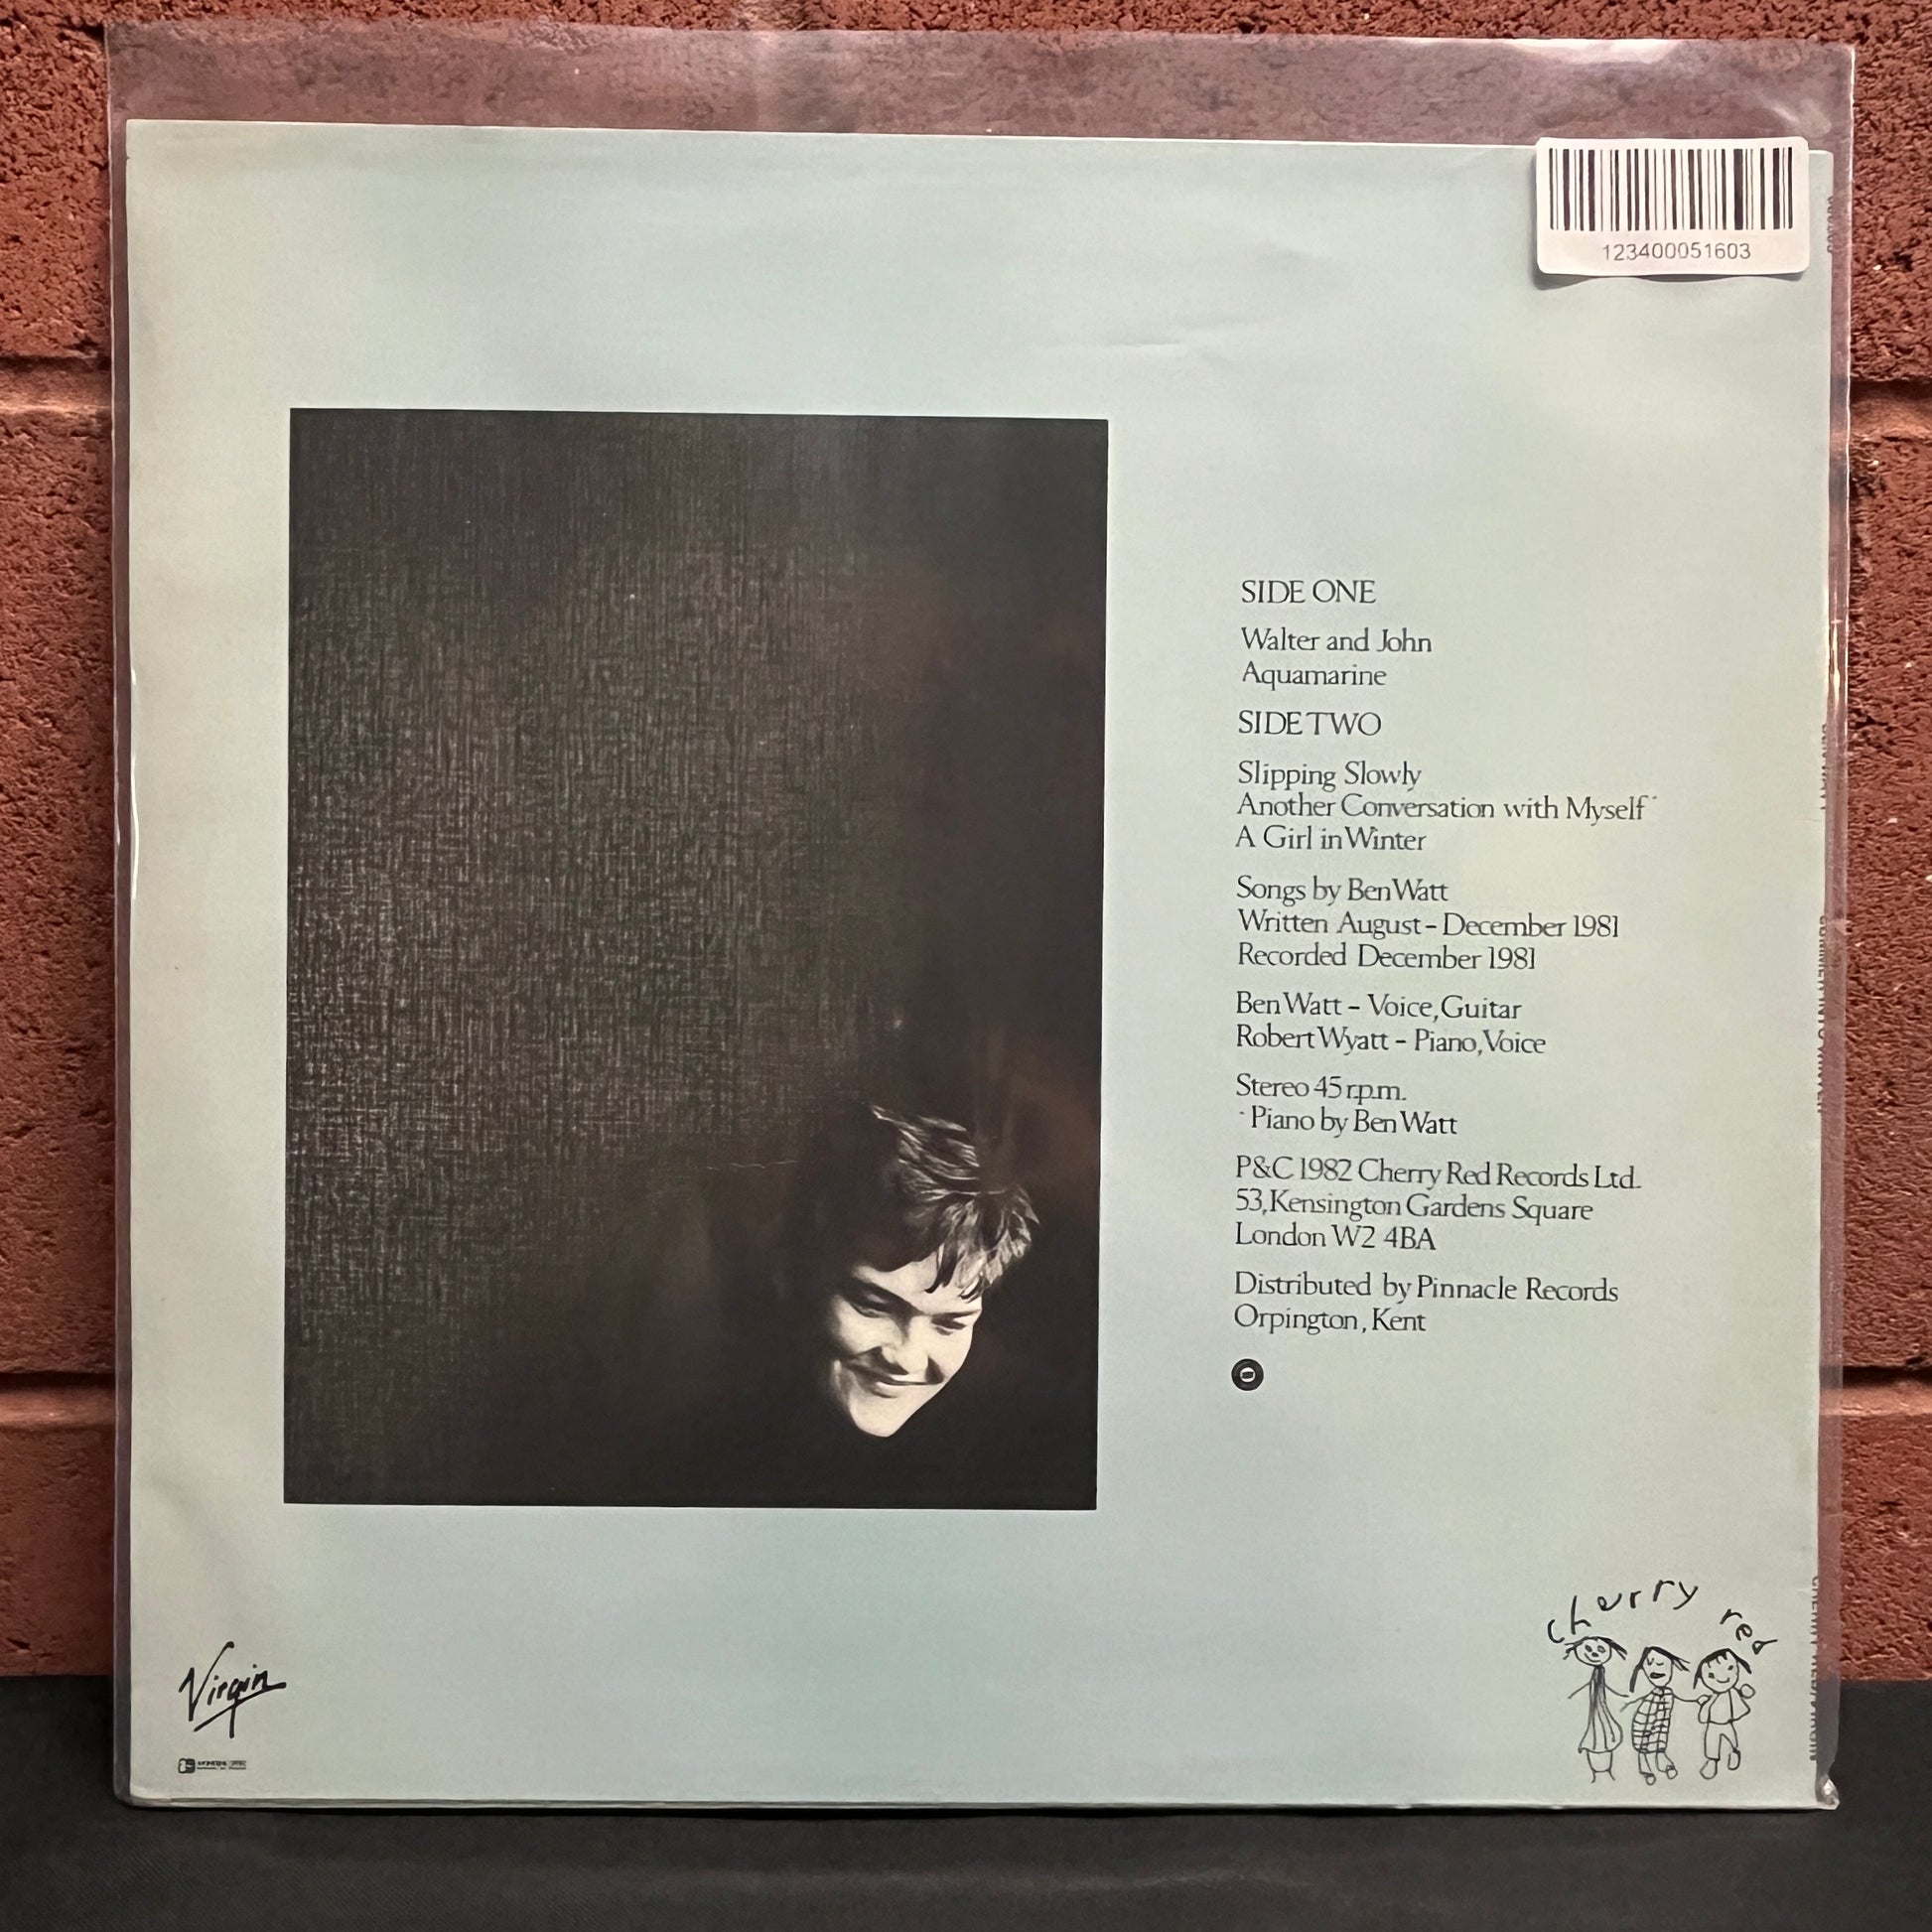 123400051603
SIDE ONE
Walter and John
Aquamarine
SIDE TWO
Slipping Slowly
Another Conversation with Myself*
A Girl in Winter
Songs by Ben Watt
Written August – December 1981
Recorded December 1981
Ben Watt – Voice, Guitar
Robert Wyatt – Piano, Voice
Stereo 45 r.p.m.
* Piano by Ben Watt
P&C 1982 Cherry Red Records Ltd.
53, Kensington Gardens Square
London W2 4BA
Distributed by Pinnacle Records
Orpington, Kent
cherry red
Virgin